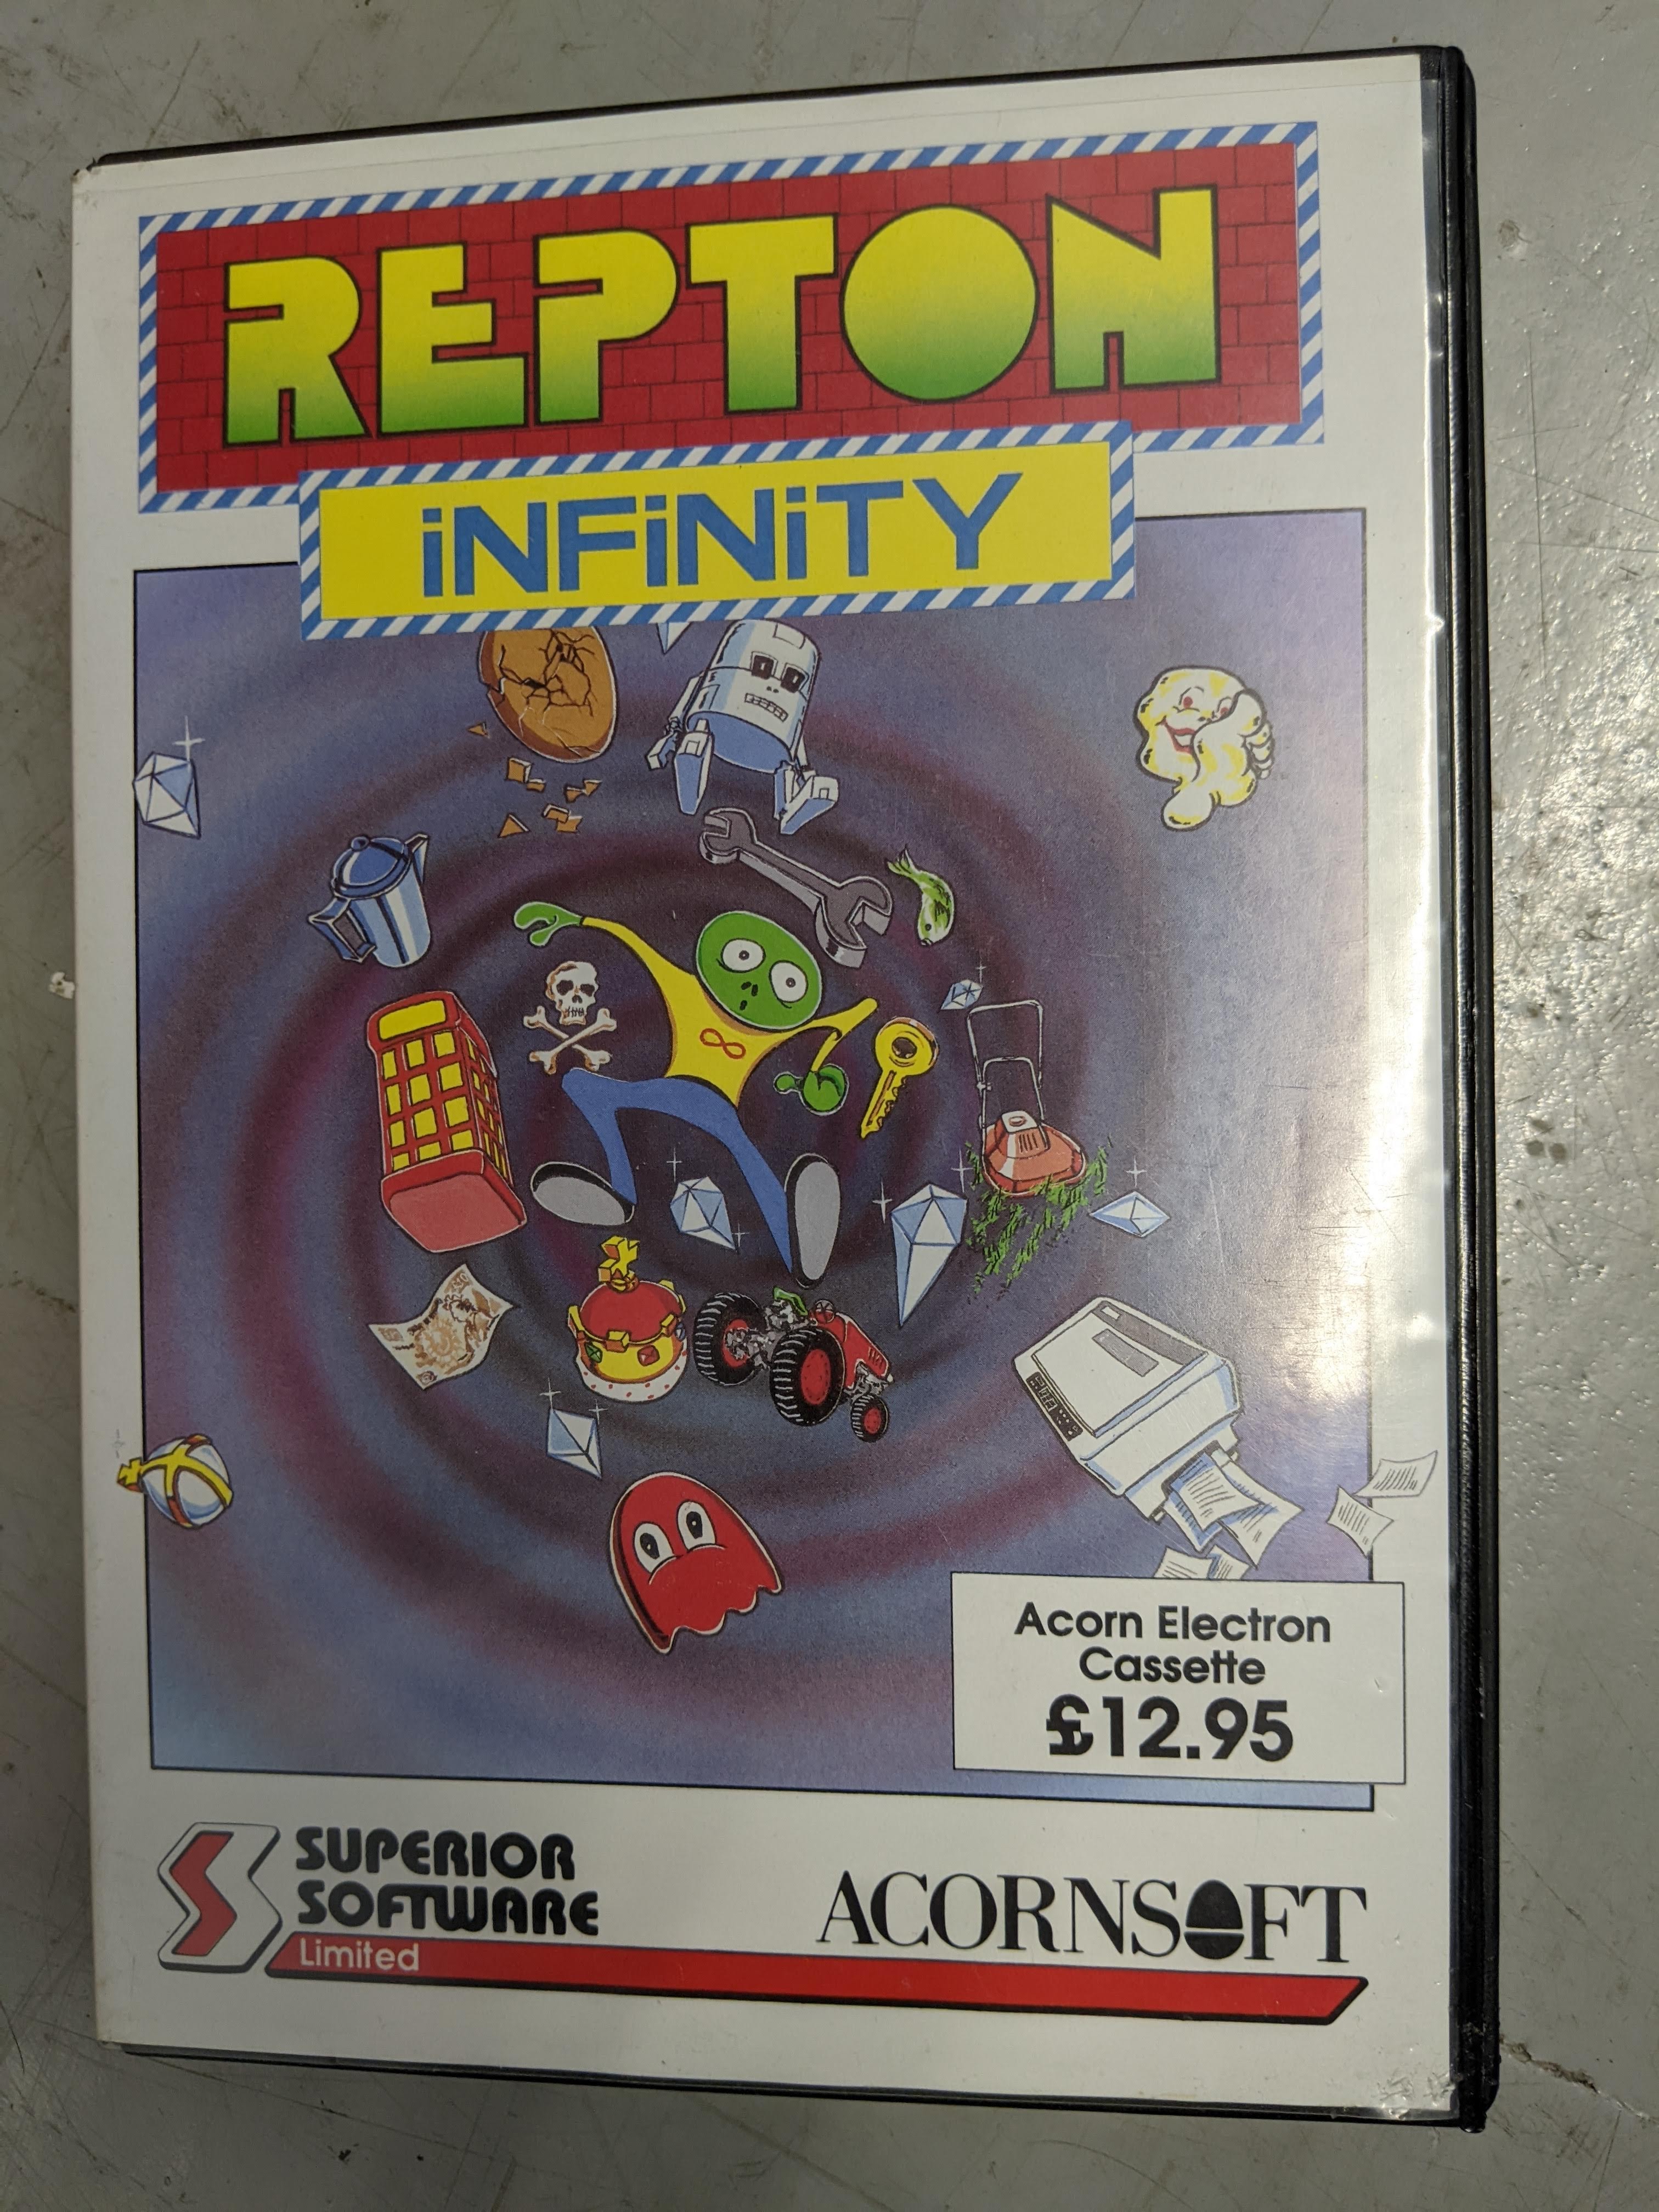 REPTON
iNFiNiTY
Acorn Electron
Cassette
£12.95
SUPERIOR
SOFTWARE
Limited
ACORNSOFT